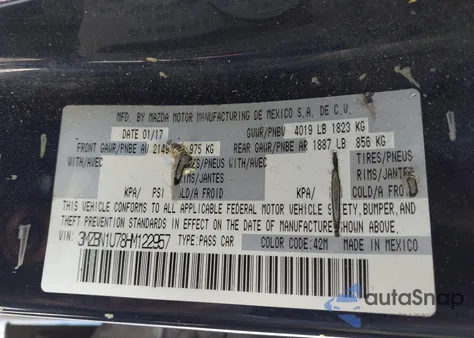 MFD. BY MAZDA MOTOR MANUFACTURING DE MEXICO S.A. DE C.V.
DATE 01/17 GVWR/PNBV 4019 LB 1823 KG
FRONT GAWR/PNBE AV 2149 975 KG REAR GAWR/PNBE AR 1887 LB 856 KG
WITH/AVEC TIRES/PNEUS WITH/AVEC TIRES/PNEUS
RIMS/JANTES RIMS/JANTES
KPA/ PSI COLD/A FROID KPA/ COLD/A FROID
THIS VEHICLE CONFORMS TO ALL APPLICABLE FEDERAL MOTOR VEHICLE SAFETY, BUMPER, AND
THEFT PREVENTION STANDARDS IN EFFECT ON THE DATE OF MANUFACTURE SHOWN ABOVE.
VIN: 3MZBN1U78HM122957 TYPE: PASS CAR COLOR CODE: 42M MADE IN MEXICO
autoSnap